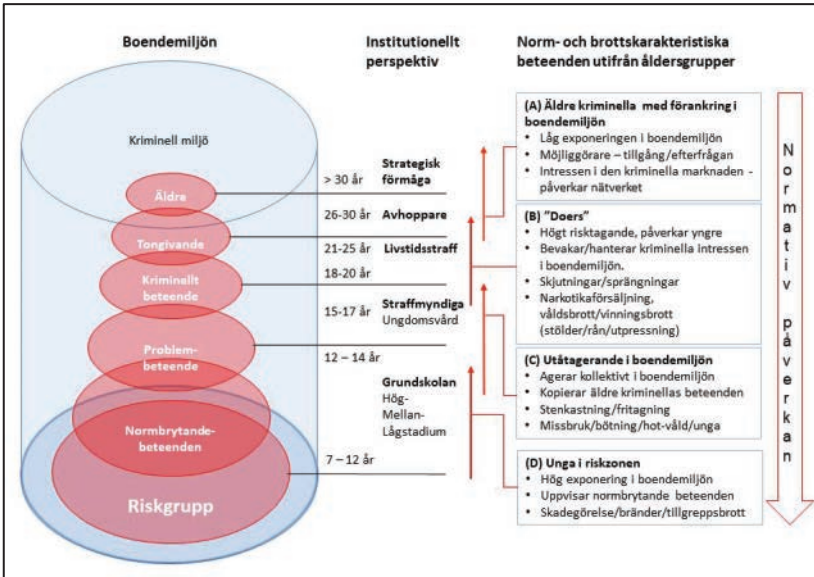 Boendemiljön
Kriminell miljö
Äldre
Tongivande
Kriminellt
beteende
Problem-
beteende
Normbrytande-
beteenden
Riskgrupp
Institutionellt
perspektiv
> 30 år
Strategisk
förmåga
26-30 år
Avhoppare
21-25 år
Livstidsstraff
18-20 år
15-17 år
Straffmyndiga
Ungdomsvård
12 – 14 år
Grundskolan
Hög-
Mellan-
Lågstadium
7 – 12 år
Norm- och brottskarakteristiska
beteenden utifrån åldersgrupper
(A) Äldre kriminella med förankring i
boendemiljön
• Låg exponeringen i boendemiljön
• Möjliggörare – tillgång/efterfrågan
• Intressen i den kriminella marknaden -
påverkar nätverket
(B) "Doers"
• Högt risktagande, påverkar yngre
• Bevakar/hanterar kriminella intressen
i boendemiljön.
• Skjutningar/sprängningar
• Narkotikaförsäljning,
våldsbrott/vinningsbrott
(stölder/rån/utpressning)
(C) Utåtagerande i boendemiljön
• Agerar kollektivt i boendemiljön
• Kopierar äldre kriminellas beteenden
• Stenkastning/fritagning
• Missbruk/bötning/hot-våld/unga
(D) Unga i riskzonen
• Hög exponering i boendemiljön
• Uppvisar normbrytande beteenden
• Skadegörelse/bränder/tillgreppsbrott
Normativ påverkan